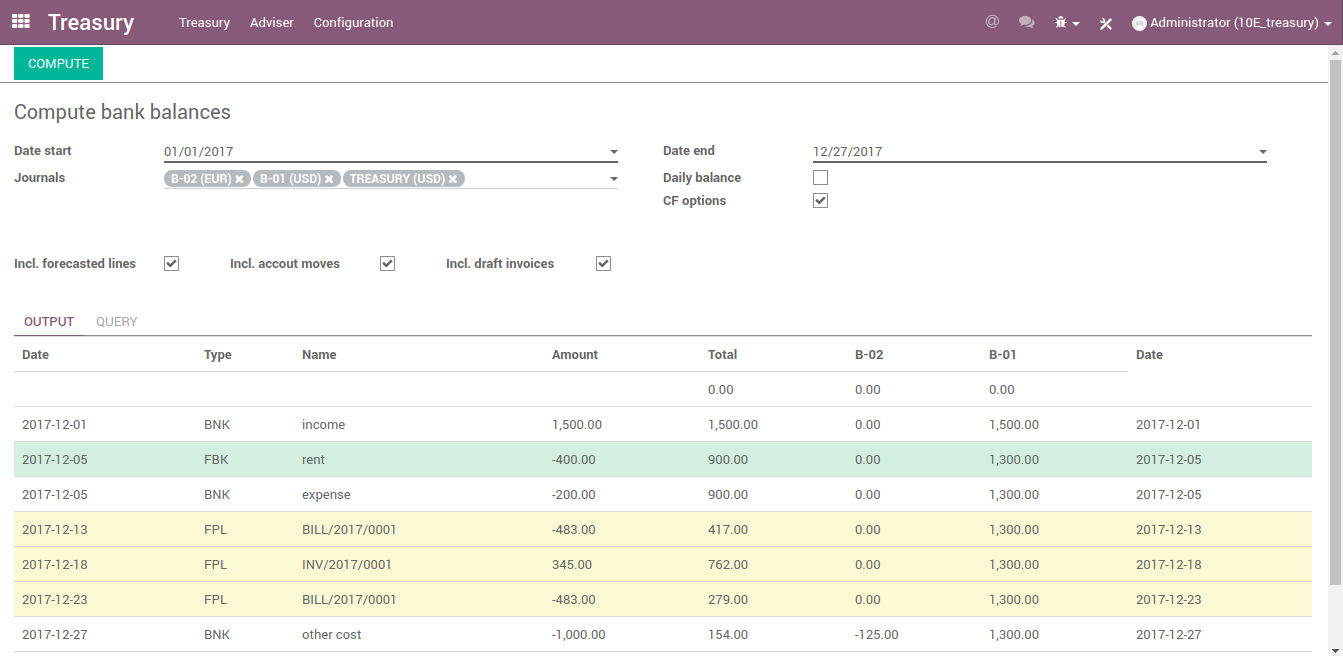 Treasury Treasury Adviser Configuration @ Administrator (10E_treasury)
COMPUTE
Compute bank balances
Date start 01/01/2017 Date end 12/27/2017
Journals B-02 (EUR) B-01 (USD) TREASURY (USD) Daily balance
CF options
Incl. forecasted lines Incl. accout moves Incl. draft invoices
OUTPUT QUERY
Date Type Name Amount Total B-02 B-01 Date
0.00 0.00 0.00
2017-12-01 BNK income 1,500.00 1,500.00 0.00 1,500.00 2017-12-01
2017-12-05 FBK rent -400.00 900.00 0.00 1,300.00 2017-12-05
2017-12-05 BNK expense -200.00 900.00 0.00 1,300.00 2017-12-05
2017-12-13 FPL BILL/2017/0001 -483.00 417.00 0.00 1,300.00 2017-12-13
2017-12-18 FPL INV/2017/0001 345.00 762.00 0.00 1,300.00 2017-12-18
2017-12-23 FPL BILL/2017/0001 -483.00 279.00 0.00 1,300.00 2017-12-23
2017-12-27 BNK other cost -1,000.00 154.00 -125.00 1,300.00 2017-12-27